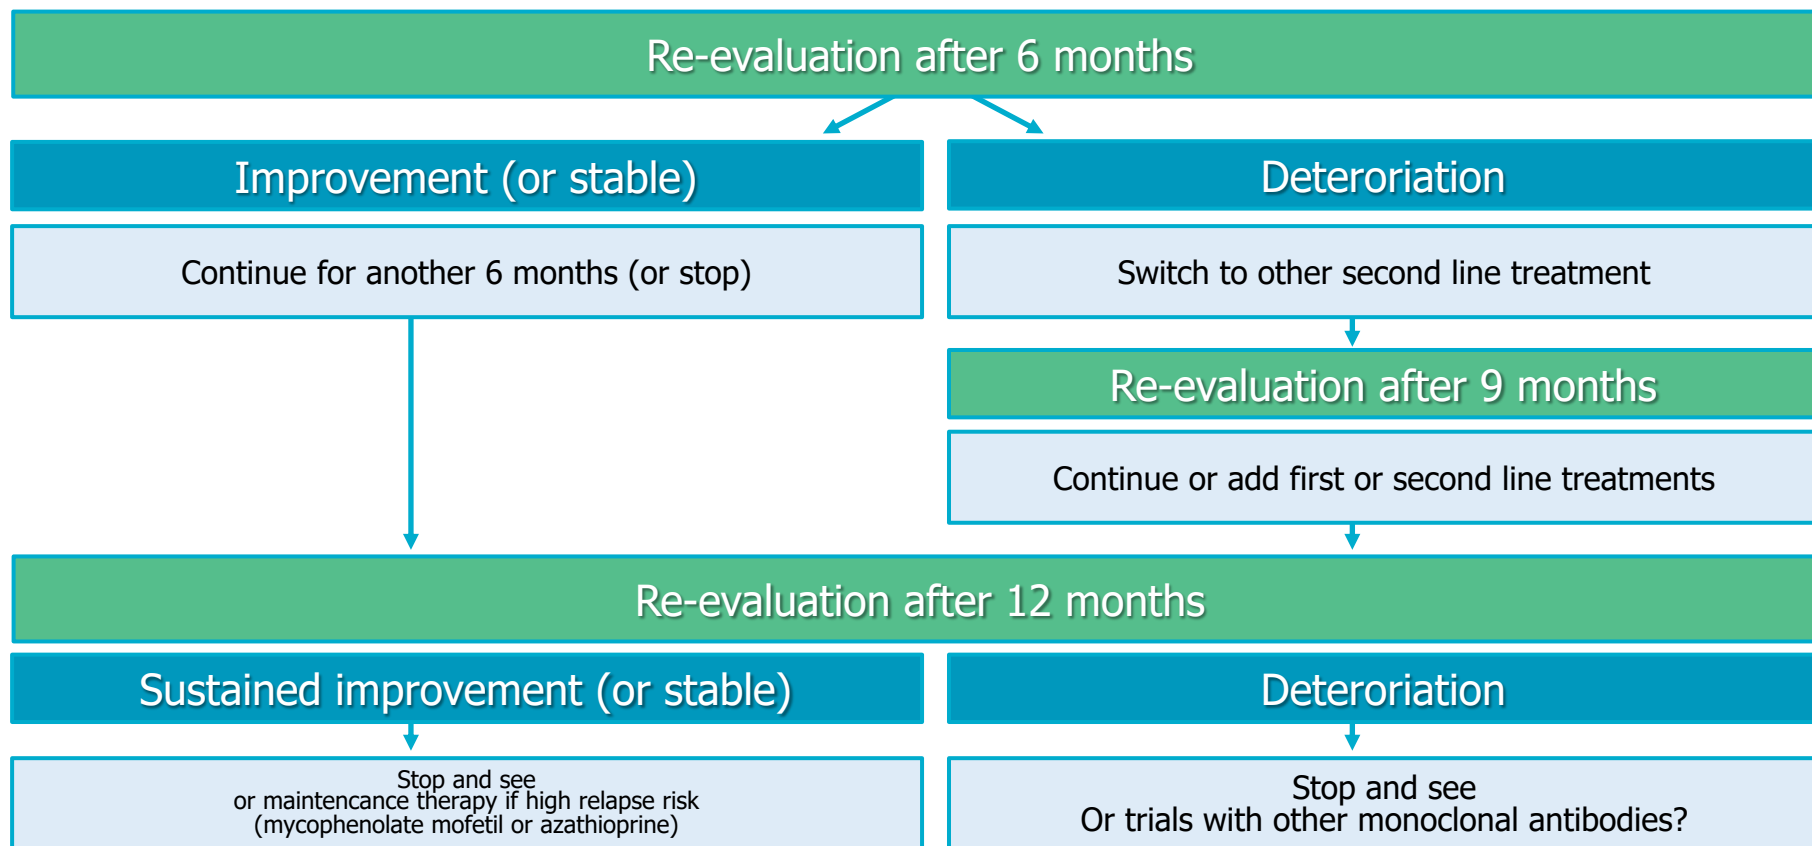 Re-evaluation after 6 months
Improvement (or stable)
Deteroriation
Continue for another 6 months (or stop)
Switch to other second line treatment
Re-evaluation after 9 months
Continue or add first or second line treatments
Re-evaluation after 12 months
Sustained improvement (or stable)
Deteroriation
Stop and see
or maintencance therapy if high relapse risk
(mycophenolate mofetil or azathioprine)
Stop and see
Or trials with other monoclonal antibodies?